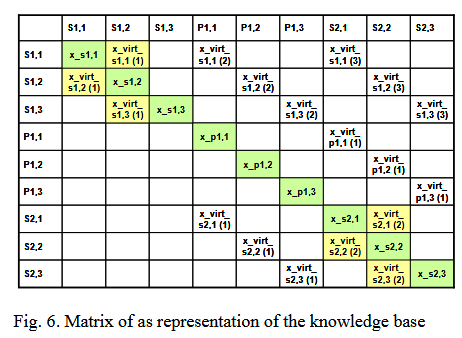 S1,1 S1,2 S1,3 P1,1 P1,2 P1,3 S2,1 S2,2 S2,3
S1,1 x_s1,1 x_virt_ s1,1 (1) x_virt_ s1,1 (2) x_virt_ s1,1 (3)
S1,2 x_virt_ s1,2 (1) x_s1,2 x_virt_ s1,2 (2) x_virt_ s1,2 (3)
S1,3 x_virt_ s1,3 (1) x_s1,3 x_virt_ s1,3 (2) x_virt_ s1,3 (3)
P1,1 x_p1,1 x_virt_ p1,1 (1)
P1,2 x_p1,2 x_virt_ p1,2 (1)
P1,3 x_p1,3 x_virt_ p1,3 (1)
S2,1 x_virt_ s2,1 (1) x_s2,1 x_virt_ s2,1 (2)
S2,2 x_virt_ s2,2 (1) x_virt_ s2,2 (2) x_s2,2
S2,3 x_virt_ s2,3 (1) x_virt_ s2,3 (2) x_s2,3
Fig. 6. Matrix of as representation of the knowledge base